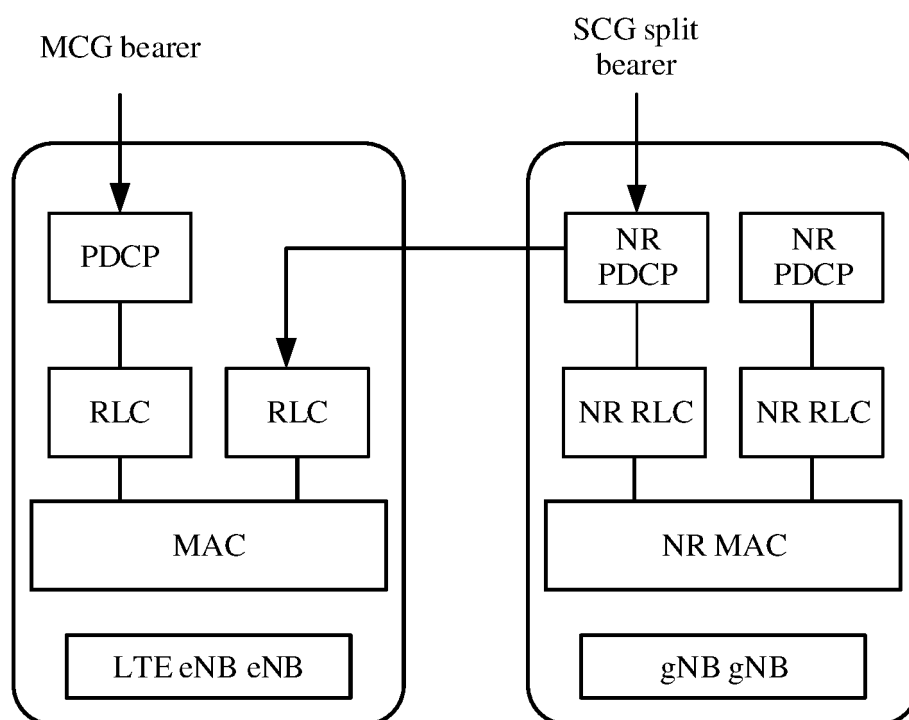 MCG bearer
SCG split
bearer
PDCP
NR
PDCP
NR
PDCP
RLC
RLC
NR RLC
NR RLC
MAC
NR MAC
LTE eNB eNB
gNB gNB